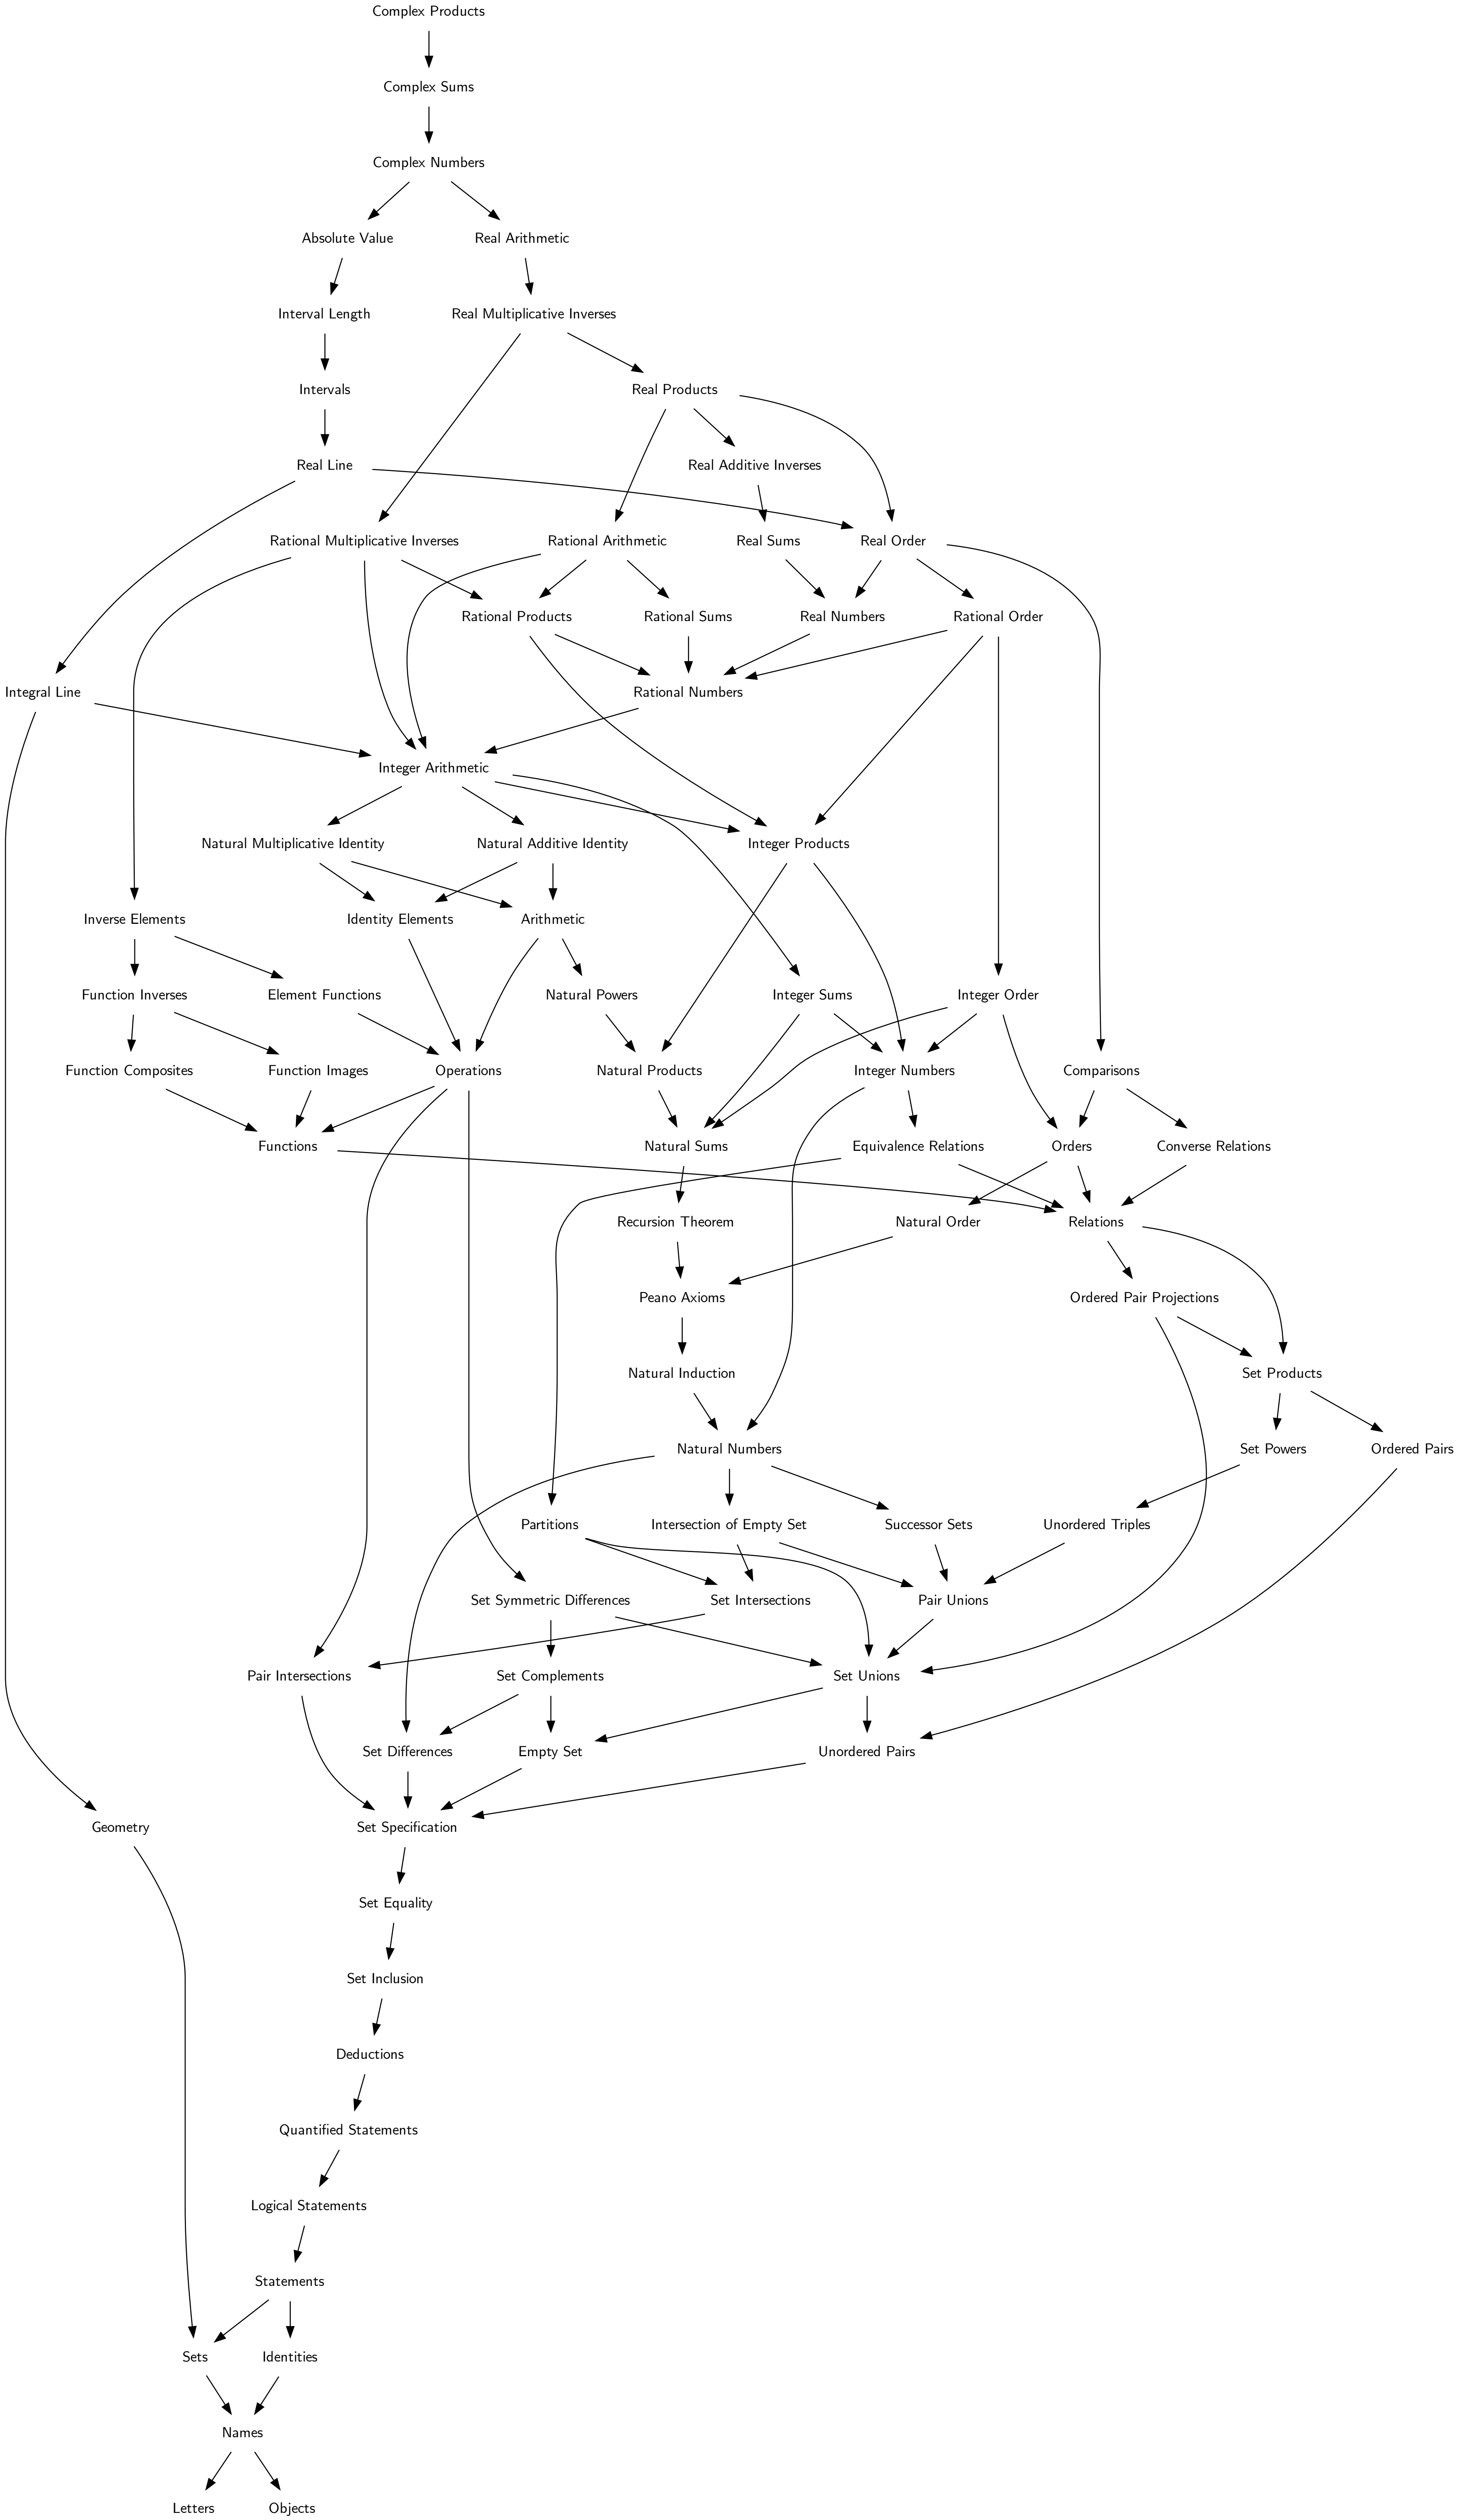 Complex Products
Complex Sums
Complex Numbers
Absolute Value
Real Arithmetic
Interval Length
Real Multiplicative Inverses
Intervals
Real Products
Real Line
Real Additive Inverses
Rational Multiplicative Inverses
Rational Arithmetic
Real Sums
Real Order
Rational Products
Rational Sums
Real Numbers
Rational Order
Integral Line
Rational Numbers
Integer Arithmetic
Natural Multiplicative Identity
Natural Additive Identity
Integer Products
Inverse Elements
Identity Elements
Arithmetic
Function Inverses
Element Functions
Natural Powers
Integer Sums
Integer Order
Function Composites
Function Images
Operations
Natural Products
Integer Numbers
Comparisons
Functions
Natural Sums
Equivalence Relations
Orders
Converse Relations
Recursion Theorem
Natural Order
Relations
Peano Axioms
Ordered Pair Projections
Natural Induction
Set Products
Natural Numbers
Set Powers
Ordered Pairs
Partitions
Intersection of Empty Set
Successor Sets
Unordered Triples
Set Symmetric Differences
Set Intersections
Pair Unions
Pair Intersections
Set Complements
Set Unions
Set Differences
Empty Set
Unordered Pairs
Geometry
Set Specification
Set Equality
Set Inclusion
Deductions
Quantified Statements
Logical Statements
Statements
Sets
Identities
Names
Letters
Objects